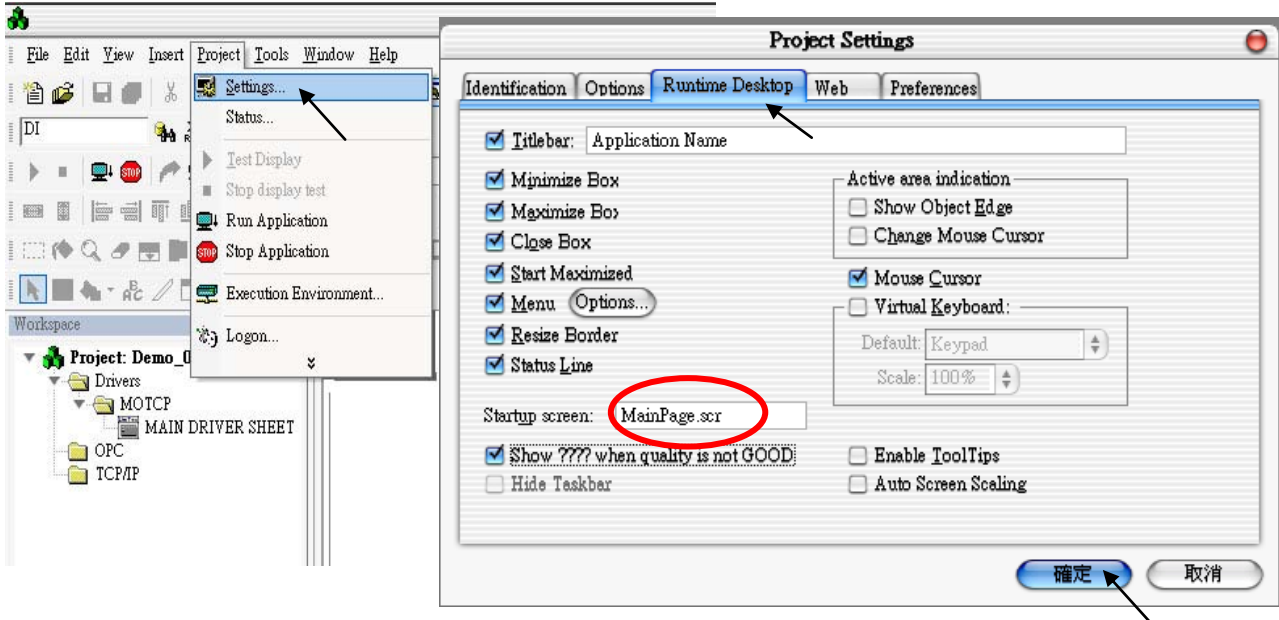 File Edit View Insert Project Tools Window Help
Settings...
DI
Status...
Test Display
Stop display test
STOP
Run Application
STOP Stop Application
Execution Environment...
Logon...
Workspace
Project: Demo_0
Drivers
MOTCP
MAIN DRIVER SHEET
OPC
TCP/IP
Project Settings
Identification Options Runtime Desktop Web Preferences
Titlebar: Application Name
Minimize Box
Maximize Box
Close Box
Start Maximized
Menu Options...
Resize Border
Status Line
Startup screen: MainPage.scr
Show ???? when quality is not GOOD
Hide Taskbar
Active area indication
Show Object Edge
Change Mouse Cursor
Mouse Cursor
Virtual Keyboard:
Default: Keypad
Scale: 100%
Enable ToolTips
Auto Screen Scaling
確定 取消